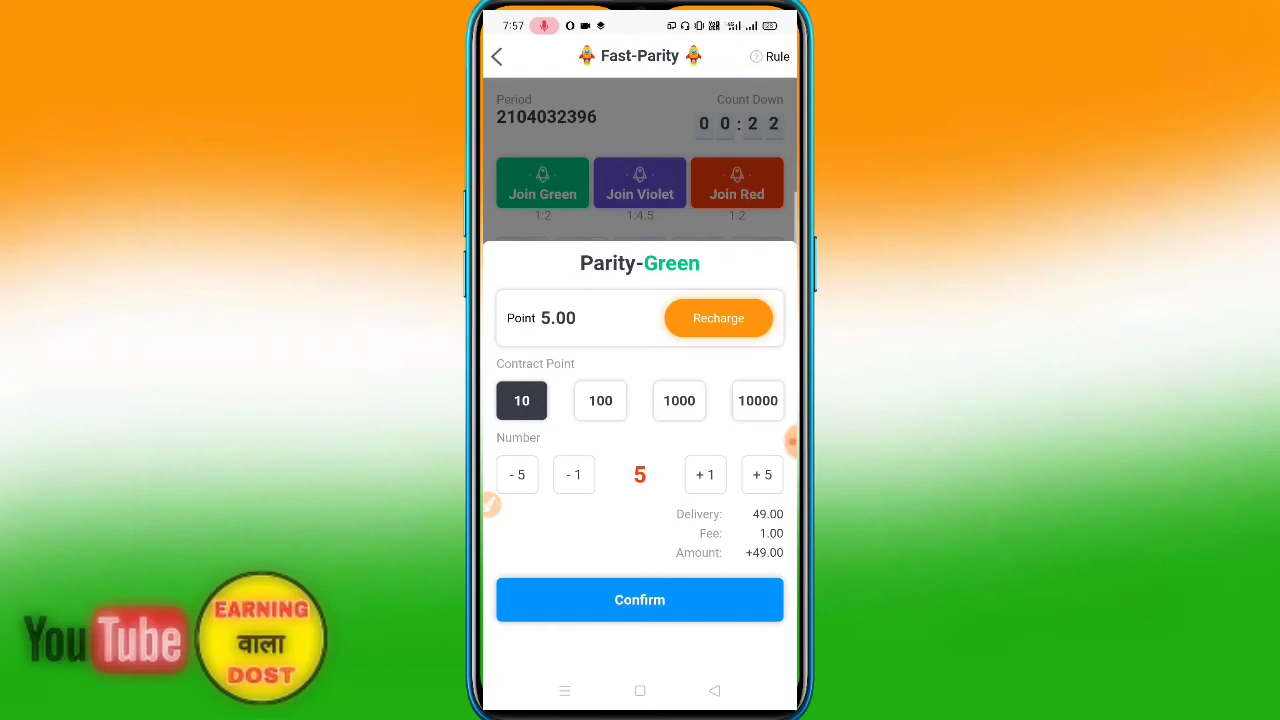 7:57
Fast-Parity
Rule
Period
Count Down
2104032396
0 0 : 2 2
Join Green
Join Violet
Join Red
1:2
1:4.5
1:2
Parity-Green
Point 5.00
Recharge
Contract Point
10
100
1000
10000
Number
- 5
- 1
5
+ 1
+ 5
Delivery: 49.00
Fee: 1.00
Amount: +49.00
Confirm
YouTube
EARNING
वाला
DOST